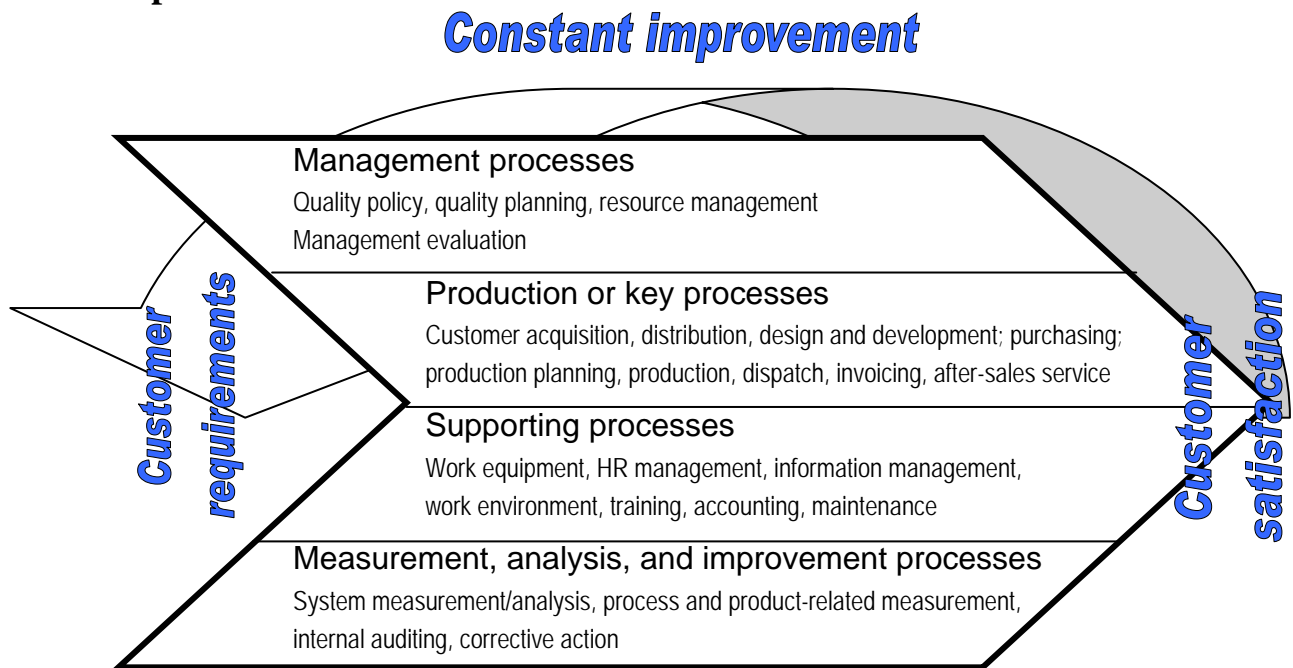 Constant improvement
Management processes
Quality policy, quality planning, resource management
Management evaluation
Customer
requirements
Production or key processes
Customer acquisition, distribution, design and development; purchasing;
production planning, production, dispatch, invoicing, after-sales service
Customer
satisfaction
Supporting processes
Work equipment, HR management, information management,
work environment, training, accounting, maintenance
Measurement, analysis, and improvement processes
System measurement/analysis, process and product-related measurement,
internal auditing, corrective action